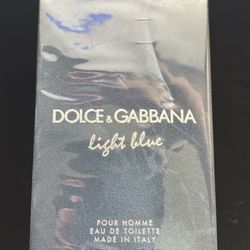 DOLCE & GABBANA
light blue
POUR HOMME
EAU DE TOILETTE
MADE IN ITALY